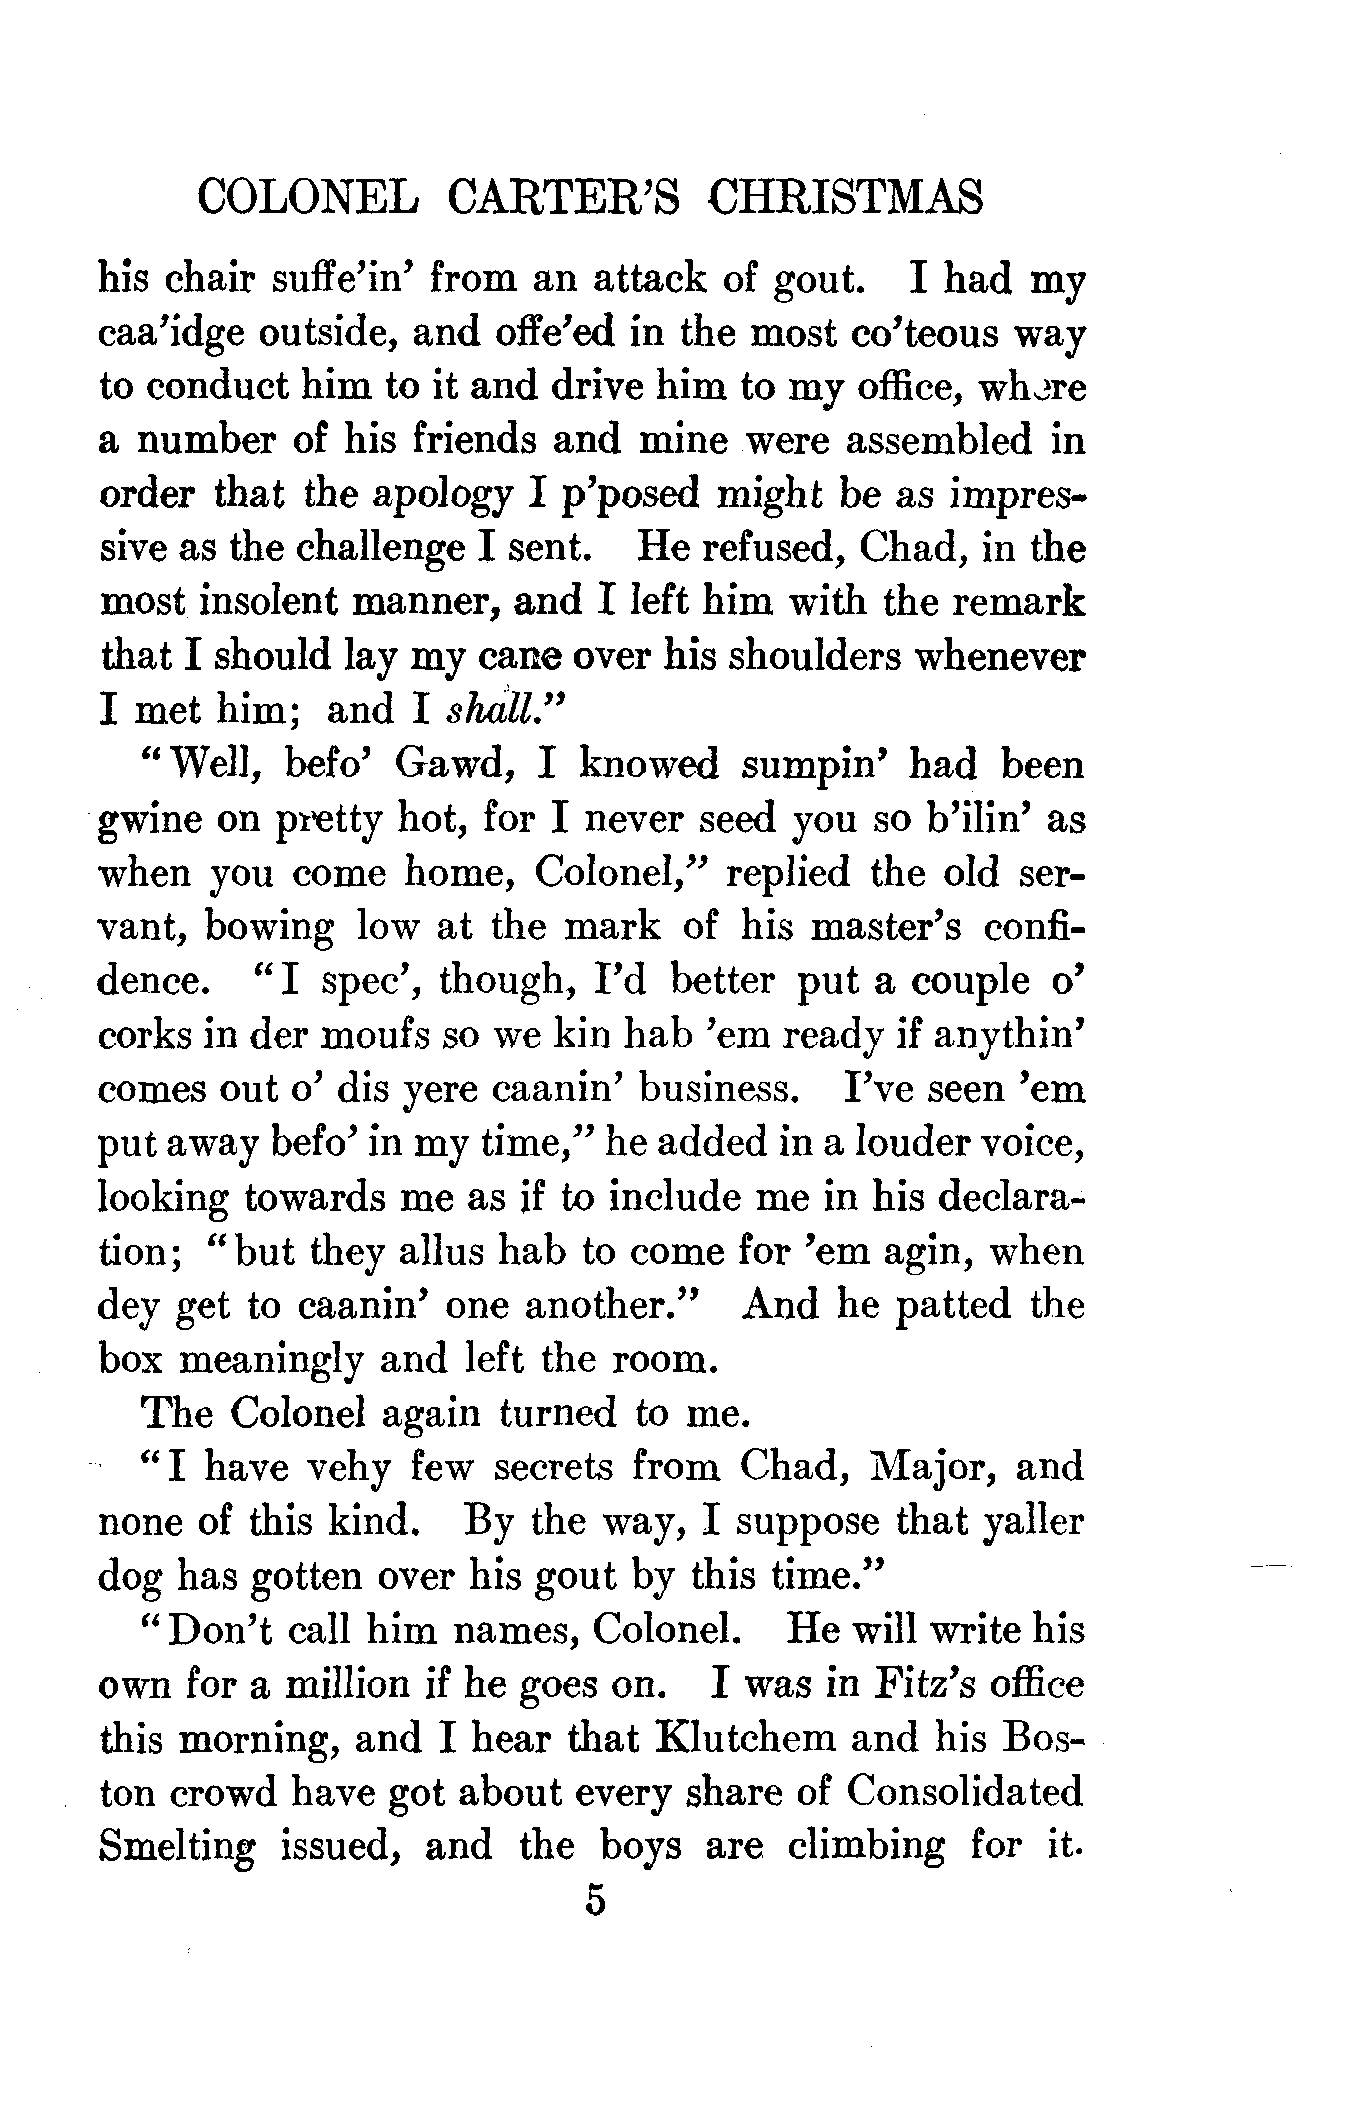 COLONEL CARTER'S CHRISTMAS
his chair suffe'in' from an attack of gout. I had my
caa'idge outside, and offe'ed in the most co'teous way
to conduct him to it and drive him to my office, where
a number of his friends and mine were assembled in
order that the apology I p'posed might be as impres-
sive as the challenge I sent. He refused, Chad, in the
most insolent manner, and I left him with the remark
that I should lay my cane over his shoulders whenever
I met him; and I shall."
"Well, befo' Gawd, I knowed sumpin' had been
gwine on pretty hot, for I never seed you so b'ilin' as
when you come home, Colonel," replied the old ser-
vant, bowing low at the mark of his master's confi-
dence. "I spec', though, I'd better put a couple o'
corks in der moufs so we kin hab 'em ready if anythin'
comes out o' dis yere caanin' business. I've seen 'em
put away befo' in my time," he added in a louder voice,
looking towards me as if to include me in his declara-
tion; "but they allus hab to come for 'em agin, when
dey get to caanin' one another." And he patted the
box meaningly and left the room.
The Colonel again turned to me.
"I have vehy few secrets from Chad, Major, and
none of this kind. By the way, I suppose that yaller
dog has gotten over his gout by this time."
"Don't call him names, Colonel. He will write his
own for a million if he goes on. I was in Fitz's office
this morning, and I hear that Klutchem and his Bos-
ton crowd have got about every share of Consolidated
Smelting issued, and the boys are climbing for it.
5